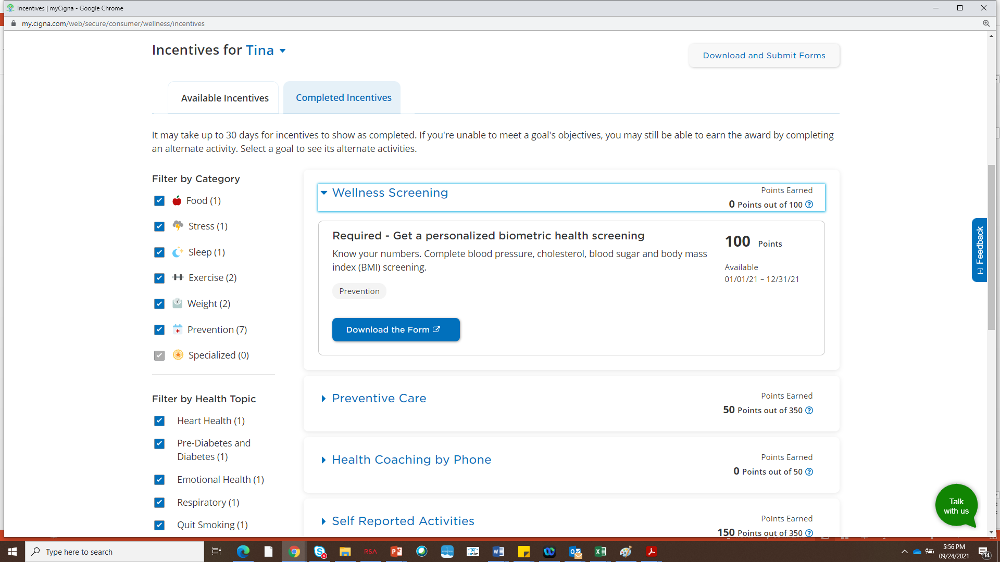 Incentives | myCigna - Google Chrome
my.cigna.com/web/secure/consumer/wellness/incentives
Incentives for Tina
Download and Submit Forms
Available Incentives
Completed Incentives
It may take up to 30 days for incentives to show as completed. If you're unable to meet a goal's objectives, you may still be able to earn the award by completing
an alternate activity. Select a goal to see its alternate activities.
Filter by Category
Food (1)
Stress (1)
Sleep (1)
Exercise (2)
Weight (2)
Prevention (7)
Specialized (0)
Filter by Health Topic
Heart Health (1)
Pre-Diabetes and
Diabetes (1)
Emotional Health (1)
Respiratory (1)
Quit Smoking (1)
Wellness Screening
Points Earned
0 Points out of 100
Required - Get a personalized biometric health screening
Know your numbers. Complete blood pressure, cholesterol, blood sugar and body mass
index (BMI) screening.
Prevention
Download the Form
100 Points
Available
01/01/21 – 12/31/21
Preventive Care
Points Earned
50 Points out of 350
Health Coaching by Phone
Points Earned
0 Points out of 50
Self Reported Activities
Points Earned
150 Points out of 350
[-] Feedback
Talk
with us
Type here to search
RSA
5:56 PM
09/24/2021
14